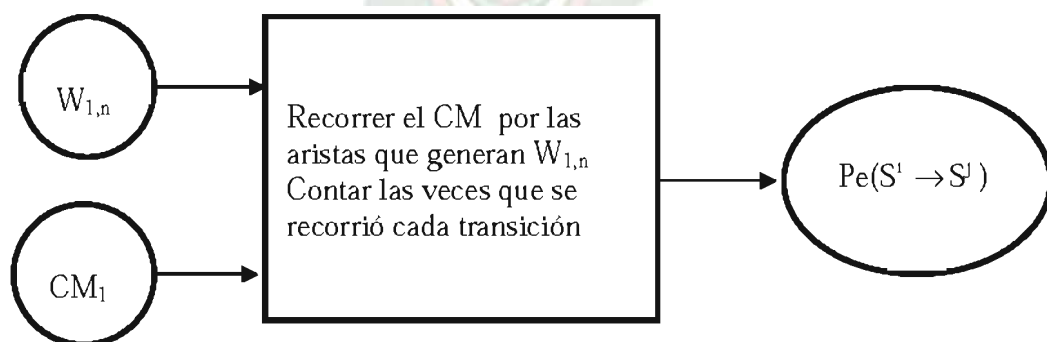 W1,n
Recorrer el CM por las
aristas que generan W1,n
Contar las veces que se
recorrió cada transición
Pe(Sⁱ → Sʲ)
CM1